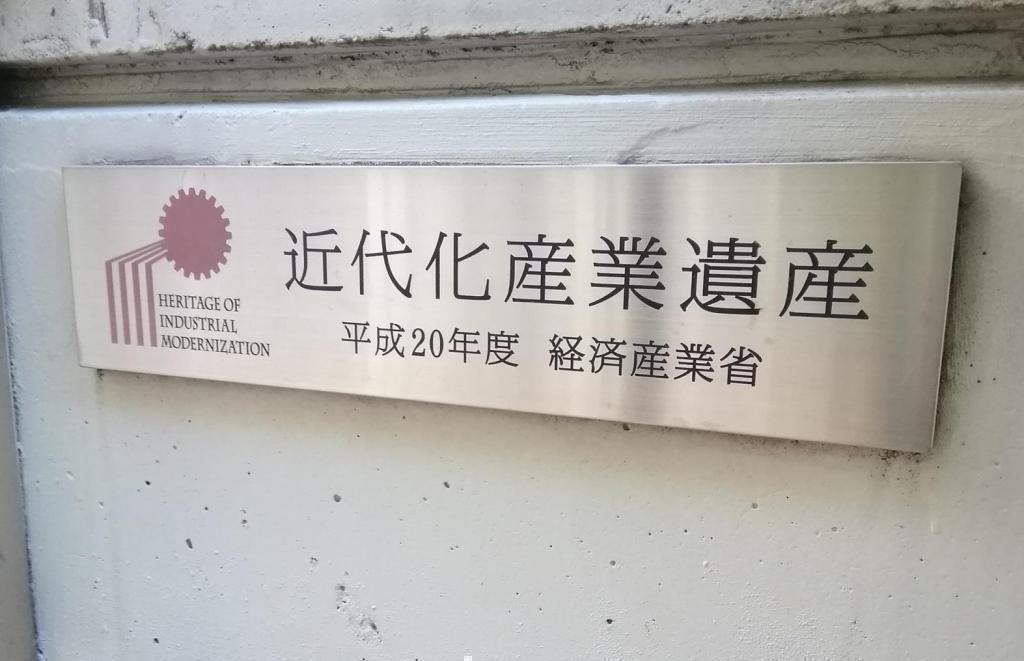 HERITAGE OF
INDUSTRIAL
MODERNIZATION
近代化産業遺産
平成20年度 経済産業省